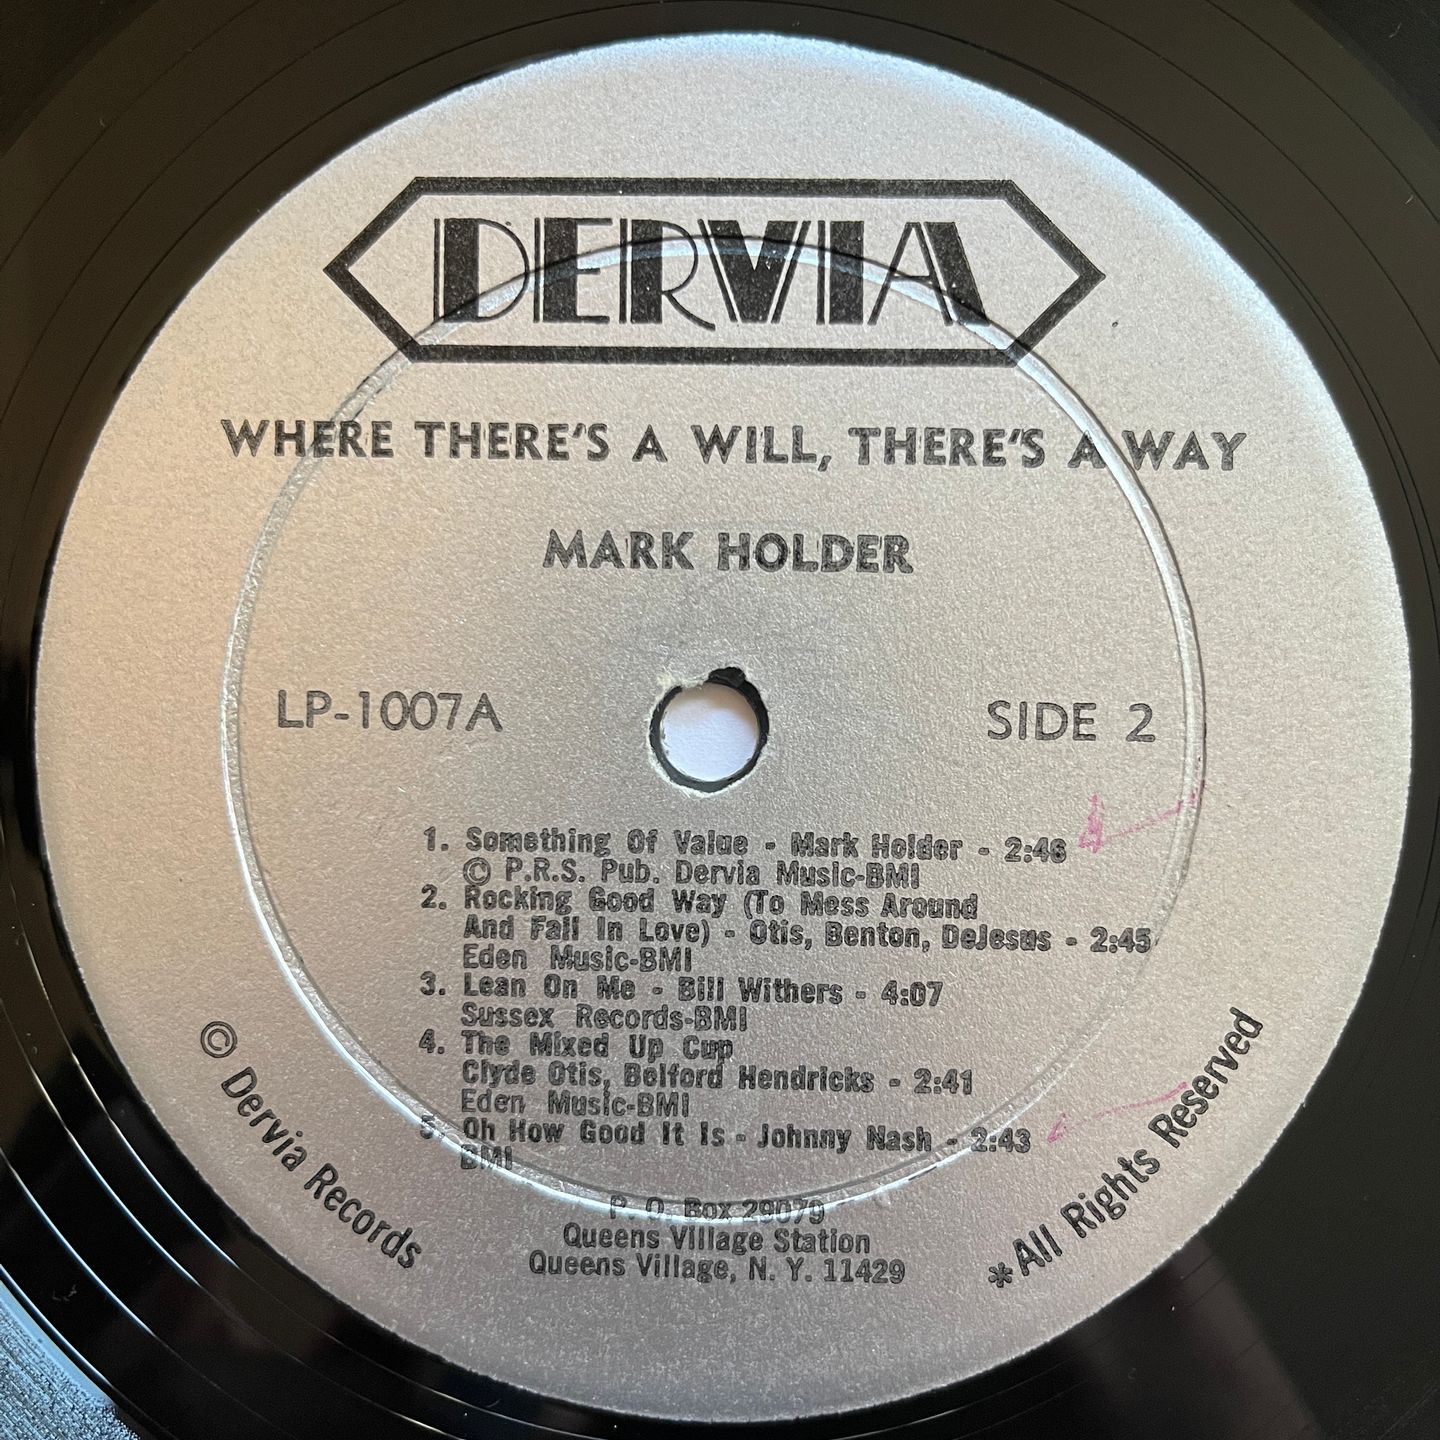 DERVIA
WHERE THERE'S A WILL, THERE'S A WAY
MARK HOLDER
LP-1007A
SIDE 2
1. Something Of Value - Mark Holder - 2:46
© P.R.S. Pub. Dervia Music-BMI
2. Rocking Good Way (To Mess Around
And Fall In Love) - Otis, Benton, DeJesus - 2:45
Eden Music-BMI
3. Lean On Me - Bill Withers - 4:07
Sussex Records-BMI
4. The Mixed Up Cup
Clyde Otis, Belford Hendricks - 2:41
Eden Music-BMI
5. Oh How Good It Is - Johnny Nash - 2:43
BMI
P. O. Box 29079
Queens Village Station
Queens Village, N. Y. 11429
© Dervia Records
*All Rights Reserved